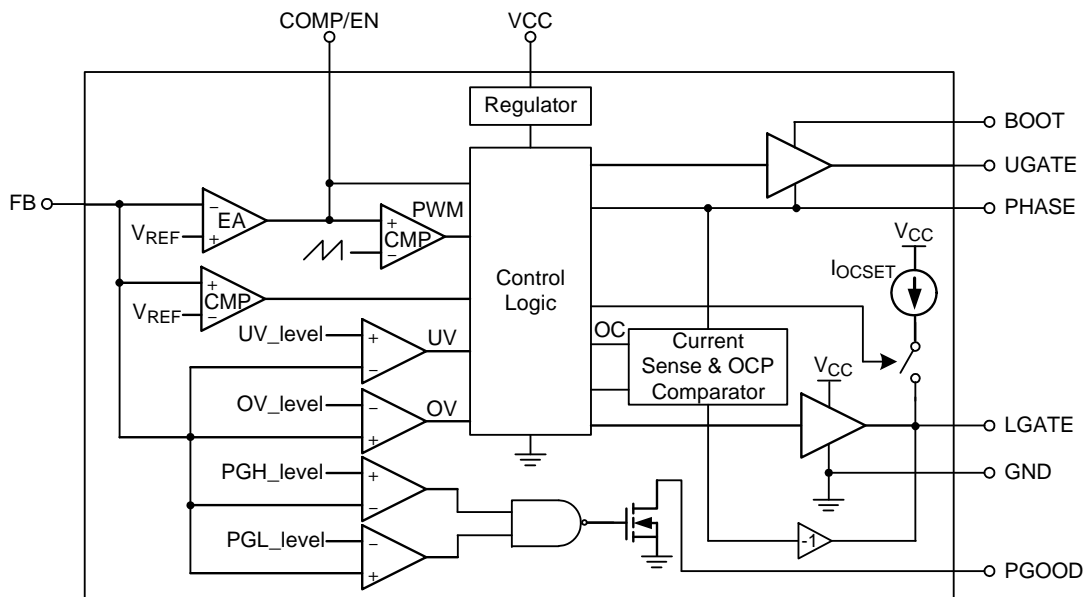 COMP/EN
VCC
Regulator
BOOT
UGATE
PHASE
FB
−
EA
VREF
+
PWM
+
CMP
−
+
CMP
VREF
−
Control
Logic
VCC
IOCSET
UV_level
+
UV
−
OC
Current
Sense & OCP
Comparator
OV_level
−
OV
+
VCC
LGATE
GND
PGH_level
+
−
PGL_level
−
+
-1
PGOOD